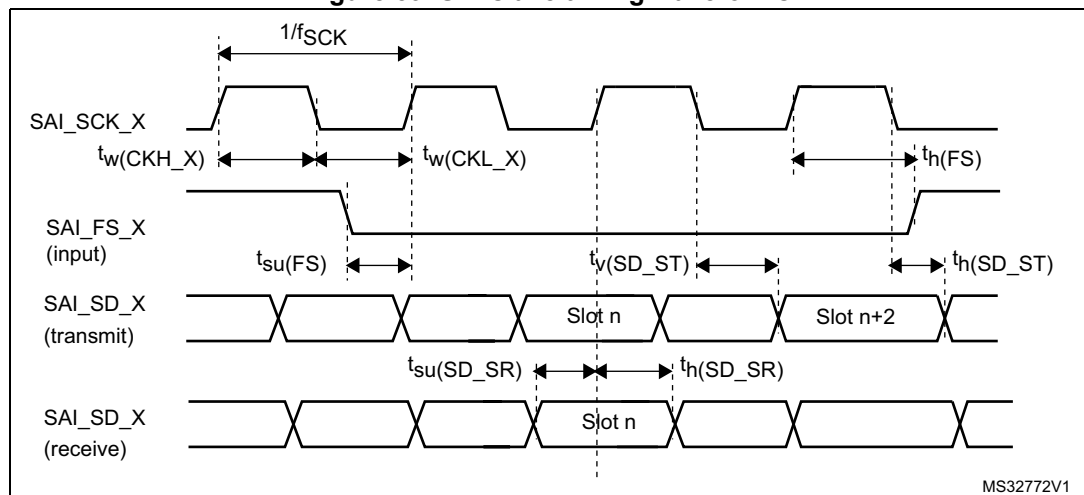 1/fSCK
SAI_SCK_X
tw(CKH_X)
tw(CKL_X)
th(FS)
SAI_FS_X
(input)
tsu(FS)
tv(SD_ST)
th(SD_ST)
SAI_SD_X
(transmit)
Slot n
Slot n+2
tsu(SD_SR)
th(SD_SR)
SAI_SD_X
(receive)
Slot n
MS32772V1